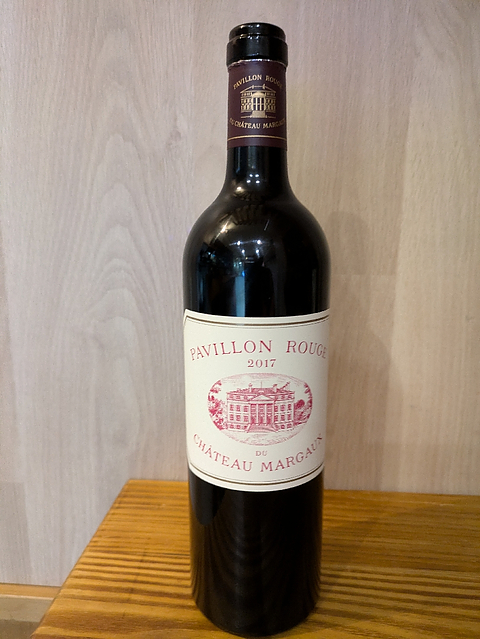 PAVILLON ROUGE
DU CHÂTEAU MARGAUX
PAVILLON ROUGE
2017
DU
CHÂTEAU MARGAUX